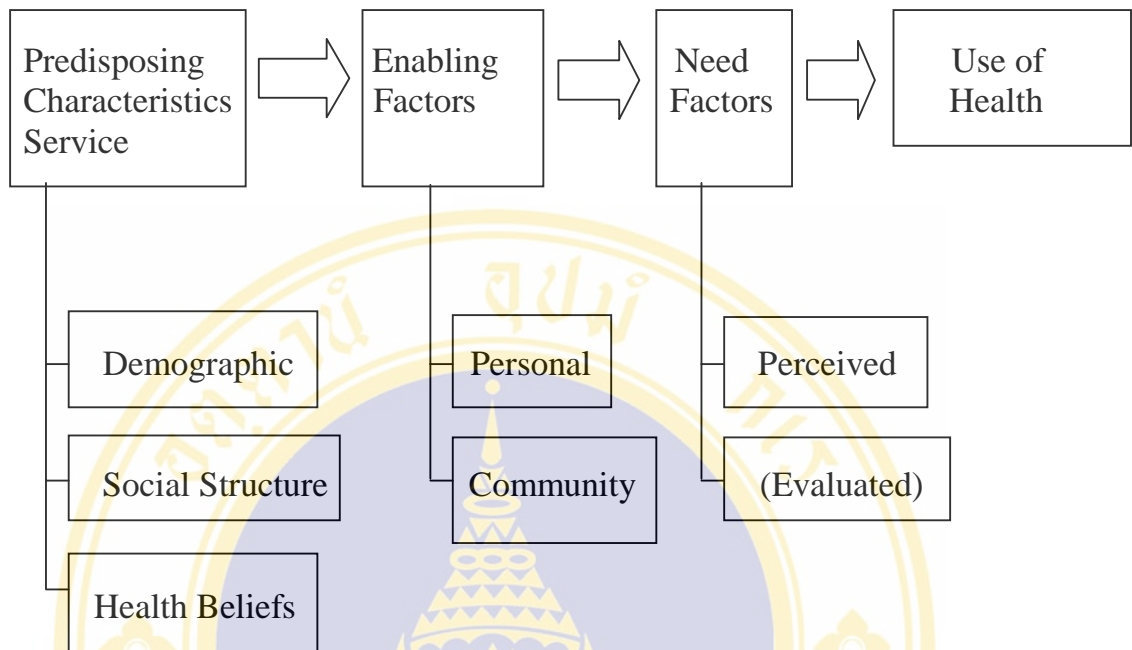 Predisposing
Characteristics
Service
Enabling
Factors
Need
Factors
Use of
Health
Demographic
Social Structure
Health Beliefs
Personal
Community
Perceived
(Evaluated)